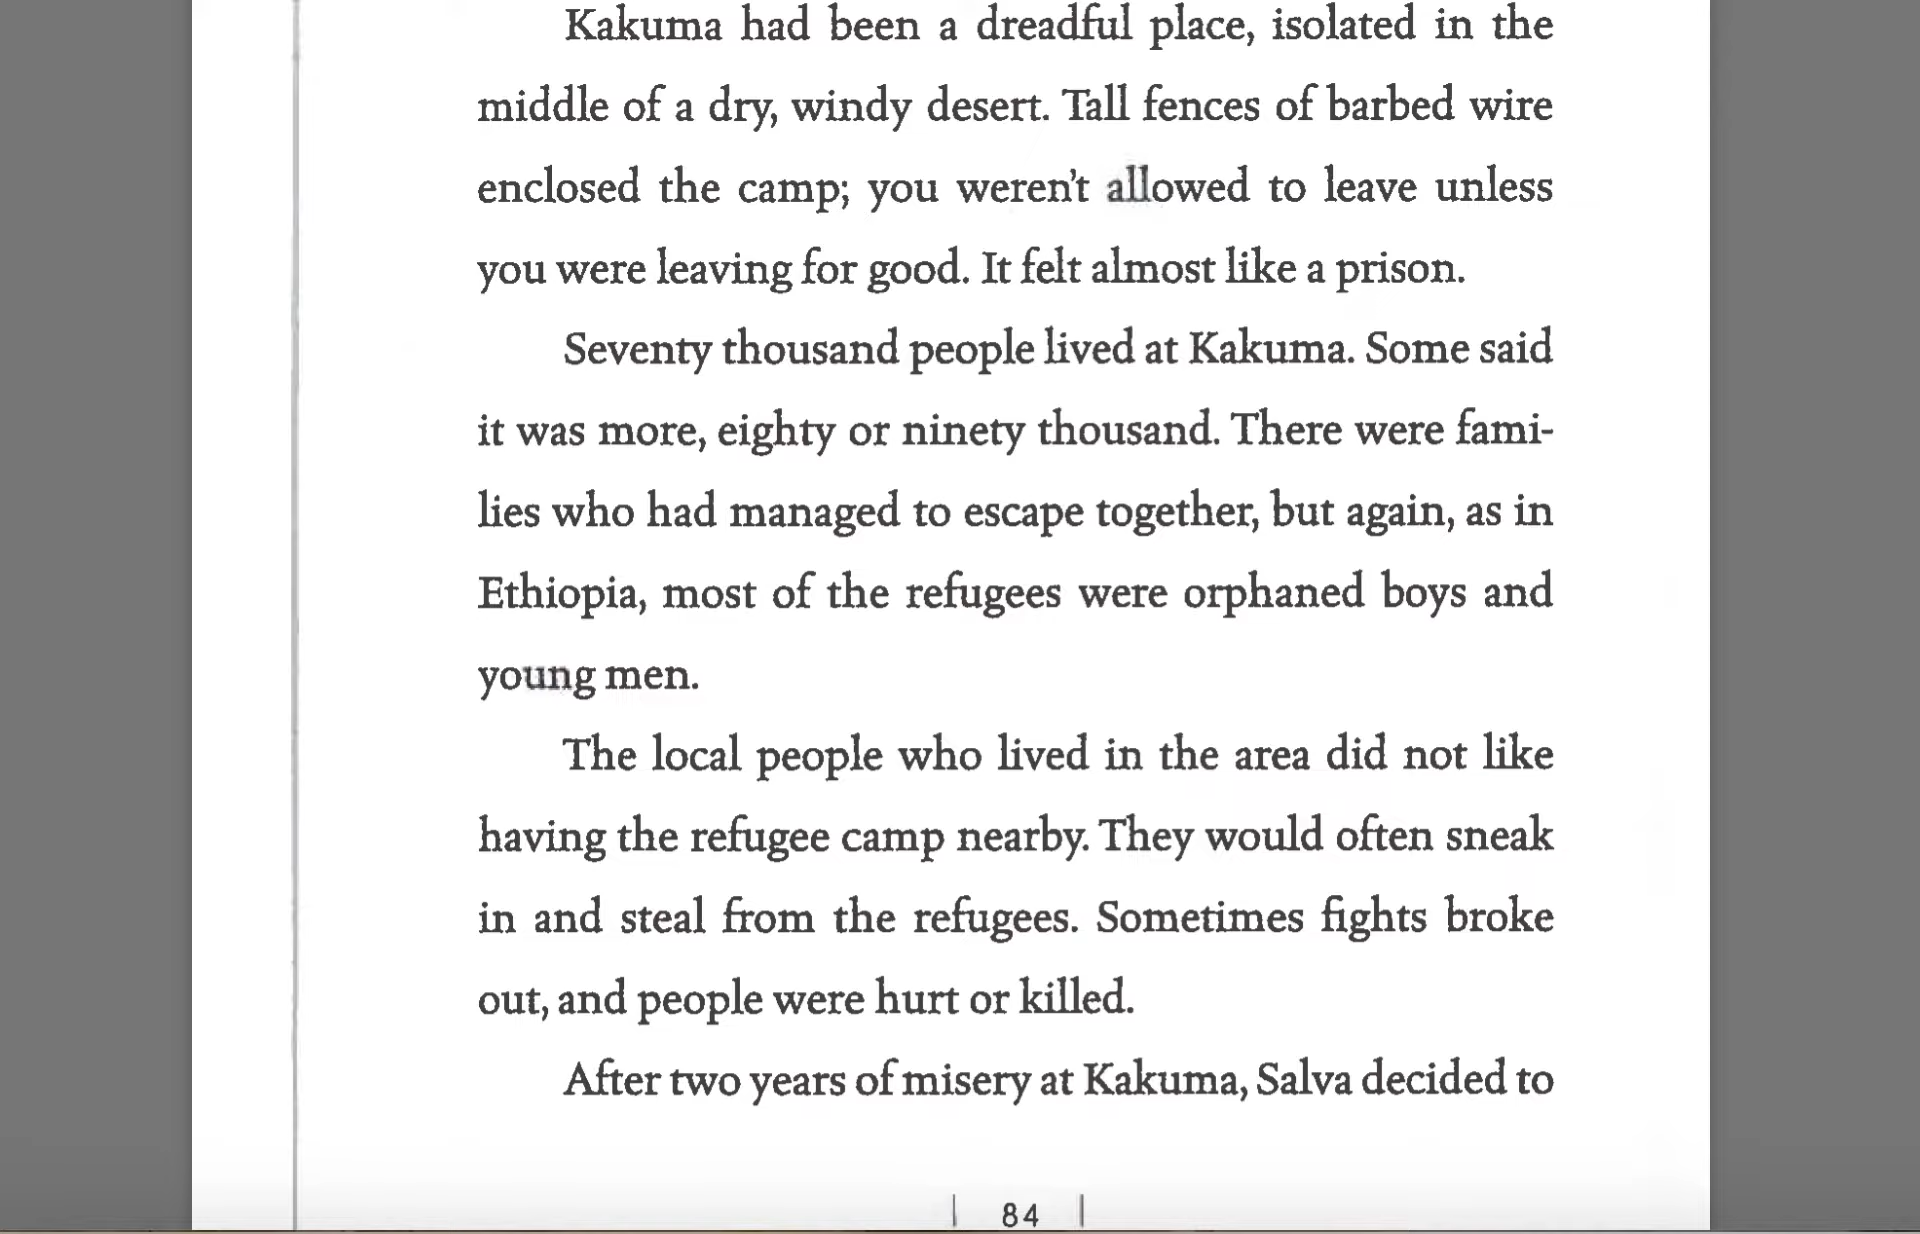 Kakuma had been a dreadful place, isolated in the
middle of a dry, windy desert. Tall fences of barbed wire
enclosed the camp; you weren't allowed to leave unless
you were leaving for good. It felt almost like a prison.
Seventy thousand people lived at Kakuma. Some said
it was more, eighty or ninety thousand. There were fami-
lies who had managed to escape together, but again, as in
Ethiopia, most of the refugees were orphaned boys and
young men.
The local people who lived in the area did not like
having the refugee camp nearby. They would often sneak
in and steal from the refugees. Sometimes fights broke
out, and people were hurt or killed.
After two years of misery at Kakuma, Salva decided to
| 84 |